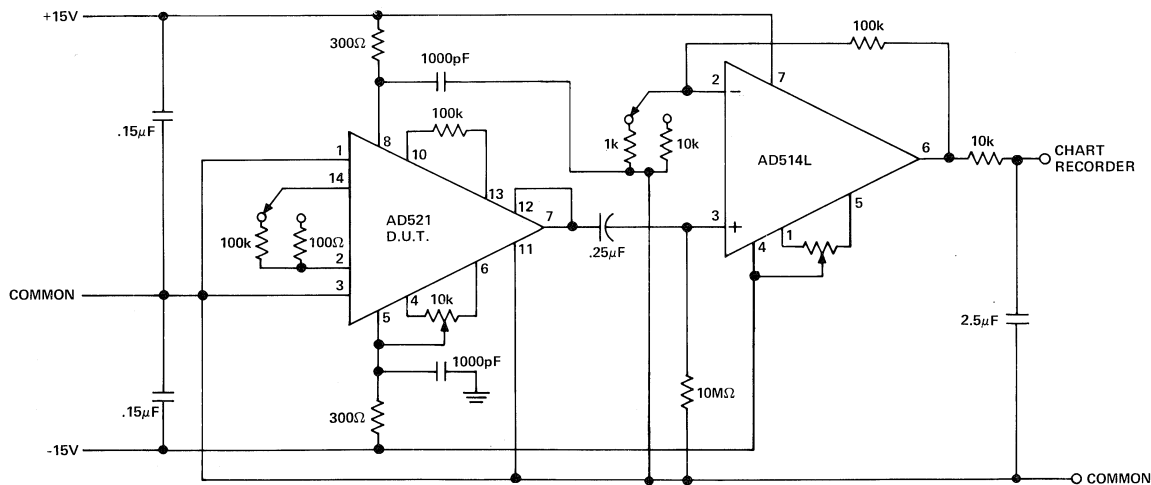 +15V
300Ω
1000pF
100k
.15µF
2
7
1k
10k
AD514L
6
10k
CHART
RECORDER
8
10
100k
13
1
14
AD521
D.U.T.
12
7
11
100k
100Ω
2
3
.25µF
3
5
4
1
COMMON
6
4
10k
5
2.5µF
1000pF
10MΩ
.15µF
300Ω
-15V
COMMON